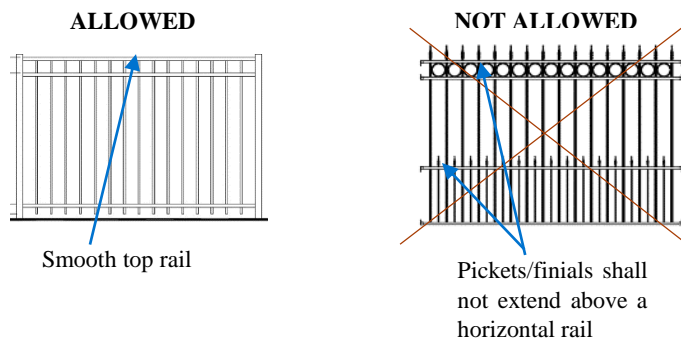 ALLOWED
NOT ALLOWED
Smooth top rail
Pickets/finials shall
not extend above a
horizontal rail